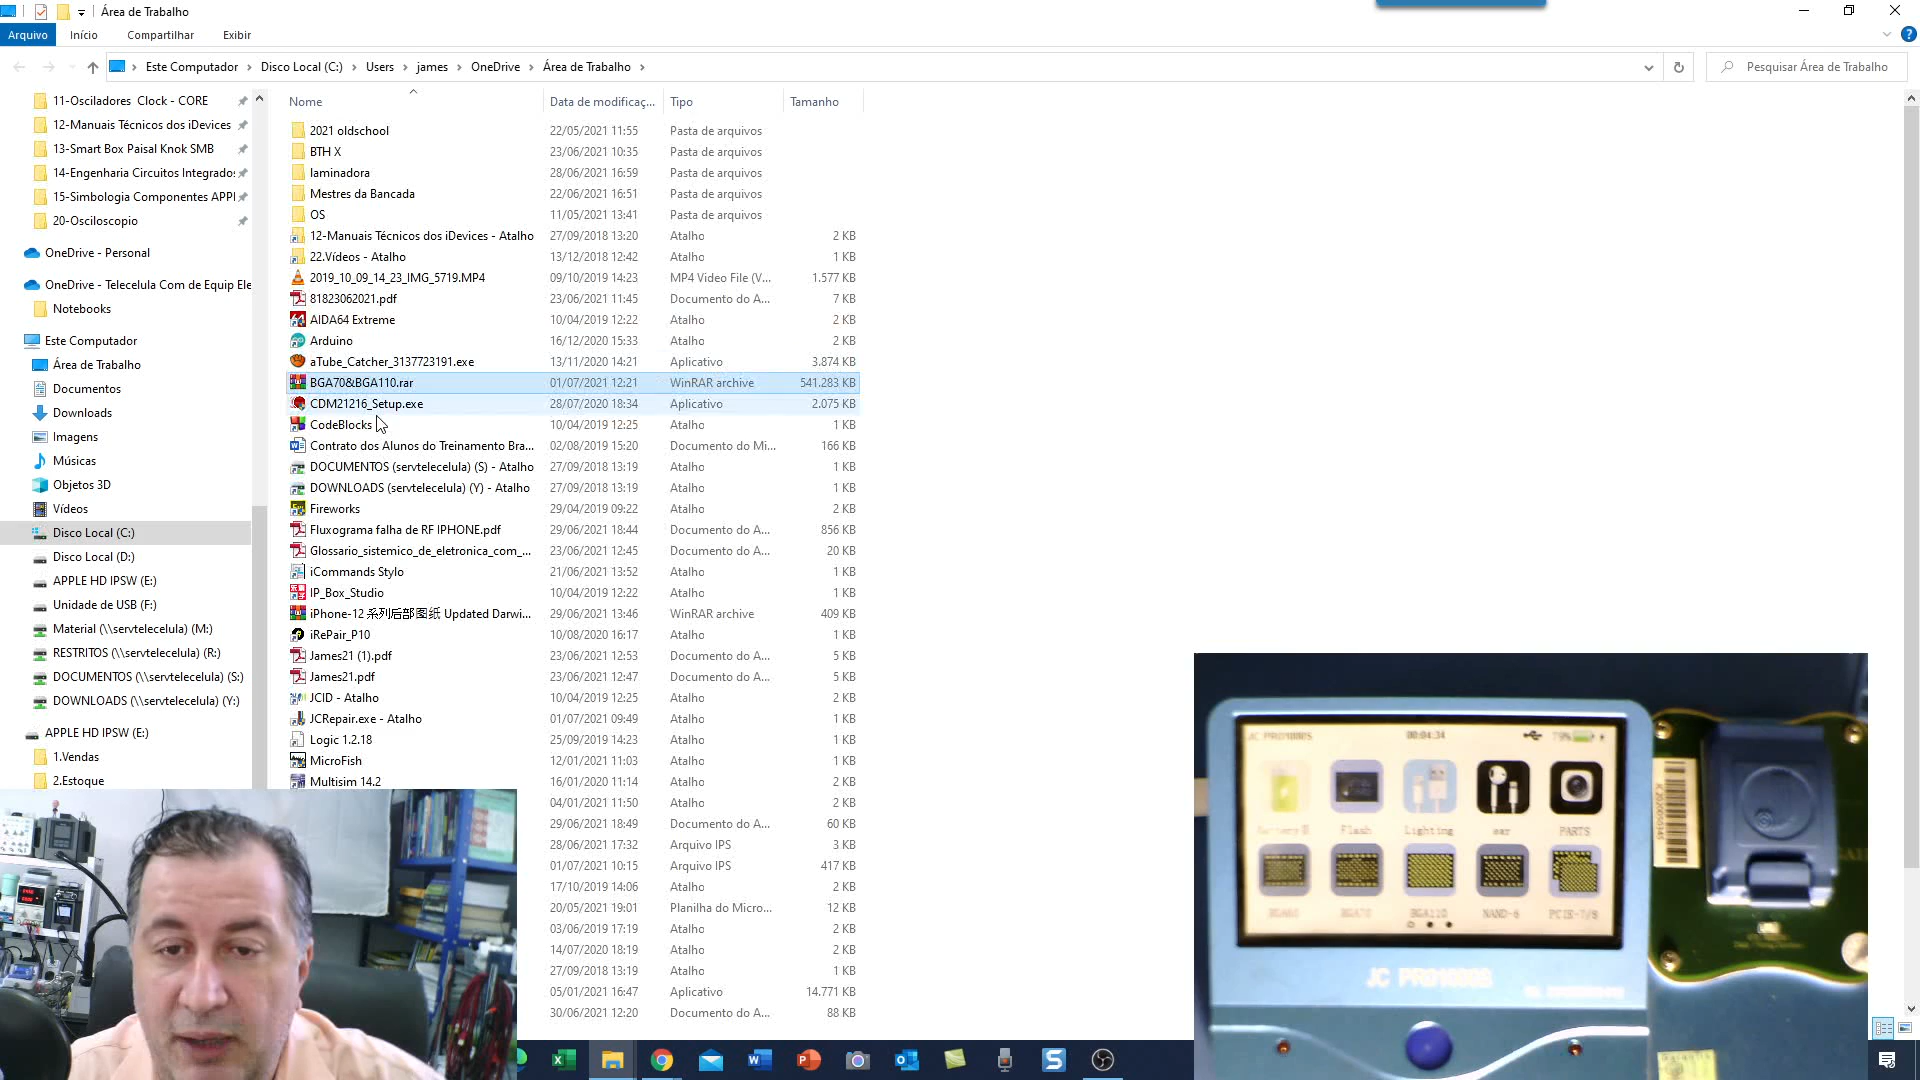 Área de Trabalho
Arquivo
Início
Compartilhar
Exibir
Este Computador
Disco Local (C:)
Users
james
OneDrive
Área de Trabalho
Pesquisar Área de Trabalho
11-Osciladores Clock - CORE
12-Manuais Técnicos dos iDevices
13-Smart Box Paisal Knok SMB
14-Engenharia Circuitos Integrado
15-Simbologia Componentes APPL
20-Osciloscopio
OneDrive - Personal
OneDrive - Telecelula Com de Equip Ele
Notebooks
Este Computador
Área de Trabalho
Documentos
Downloads
Imagens
Músicas
Objetos 3D
Vídeos
Disco Local (C:)
Disco Local (D:)
APPLE HD IPSW (E:)
Unidade de USB (F:)
Material (\\servtelecelula) (M:)
RESTRITOS (\\servtelecelula) (R:)
DOCUMENTOS (\\servtelecelula) (S:)
DOWNLOADS (\\servtelecelula) (Y:)
APPLE HD IPSW (E:)
1.Vendas
2.Estoque
Nome Data de modificaç... Tipo Tamanho
2021 oldschool 22/05/2021 11:55 Pasta de arquivos
BTH X 23/06/2021 10:35 Pasta de arquivos
laminadora 28/06/2021 16:59 Pasta de arquivos
Mestres da Bancada 22/06/2021 16:51 Pasta de arquivos
OS 11/05/2021 13:41 Pasta de arquivos
12-Manuais Técnicos dos iDevices - Atalho 27/09/2018 13:20 Atalho 2 KB
22.Vídeos - Atalho 13/12/2018 12:42 Atalho 1 KB
2019_10_09_14_23_IMG_5719.MP4 09/10/2019 14:23 MP4 Video File (V... 1.577 KB
81823062021.pdf 23/06/2021 11:45 Documento do A... 7 KB
AIDA64 Extreme 10/04/2019 12:22 Atalho 2 KB
Arduino 16/12/2020 15:33 Atalho 2 KB
aTube_Catcher_3137723191.exe 13/11/2020 14:21 Aplicativo 3.874 KB
BGA70&BGA110.rar 01/07/2021 12:21 WinRAR archive 541.283 KB
CDM21216_Setup.exe 28/07/2020 18:34 Aplicativo 2.075 KB
CodeBlocks 10/04/2019 12:25 Atalho 1 KB
Contrato dos Alunos do Treinamento Bra... 02/08/2019 15:20 Documento do Mi... 166 KB
DOCUMENTOS (servtelecelula) (S) - Atalho 27/09/2018 13:19 Atalho 1 KB
DOWNLOADS (servtelecelula) (Y) - Atalho 27/09/2018 13:19 Atalho 1 KB
Fireworks 29/04/2019 09:22 Atalho 2 KB
Fluxograma falha de RF IPHONE.pdf 29/06/2021 18:44 Documento do A... 856 KB
Glossario_sistemico_de_eletronica_com_... 23/06/2021 12:45 Documento do A... 20 KB
iCommands Stylo 21/06/2021 13:52 Atalho 1 KB
IP_Box_Studio 10/04/2019 12:22 Atalho 1 KB
iPhone-12 系列后部图纸 Updated Darwi... 29/06/2021 13:46 WinRAR archive 409 KB
iRePair_P10 10/08/2020 16:17 Atalho 1 KB
James21 (1).pdf 23/06/2021 12:53 Documento do A... 5 KB
James21.pdf 23/06/2021 12:47 Documento do A... 5 KB
JCID - Atalho 10/04/2019 12:25 Atalho 2 KB
JCRepair.exe - Atalho 01/07/2021 09:49 Atalho 1 KB
Logic 1.2.18 25/09/2019 14:23 Atalho 1 KB
MicroFish 12/01/2021 11:03 Atalho 1 KB
Multisim 14.2 16/01/2020 11:14 Atalho 2 KB
04/01/2021 11:50 Atalho 2 KB
29/06/2021 18:49 Documento do A... 60 KB
28/06/2021 17:32 Arquivo IPS 3 KB
01/07/2021 10:15 Arquivo IPS 417 KB
17/10/2019 14:06 Atalho 2 KB
20/05/2021 19:01 Planilha do Micro... 12 KB
03/06/2019 17:19 Atalho 2 KB
14/07/2020 18:19 Atalho 2 KB
27/09/2018 13:19 Atalho 1 KB
05/01/2021 16:47 Aplicativo 14.771 KB
30/06/2021 12:20 Documento do A... 88 KB
JC PRO1000S 00:04:34 79%
Flash Lighting ear PARTS
BGA60 BGA70 BGA110 NAND-6 PCIE-7/8
JC PRO1000S